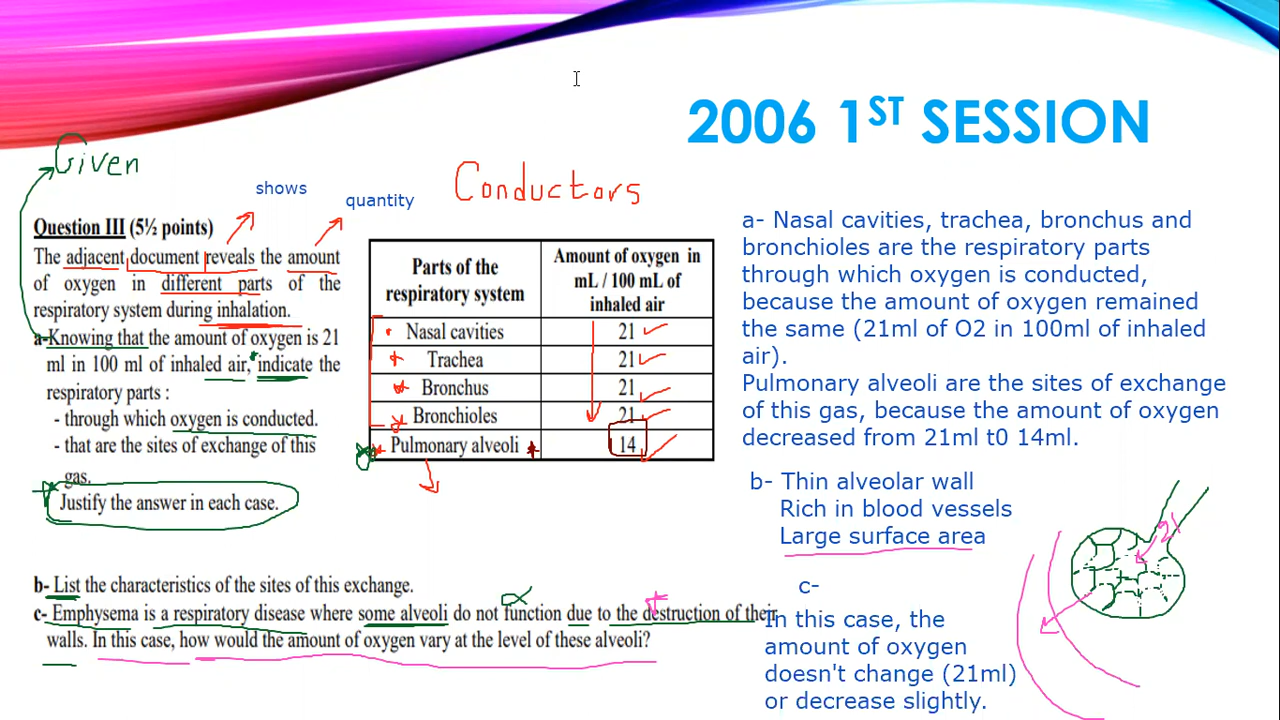 2006 1ST SESSION
Given
Conductors
shows
quantity
Question III (5½ points)
The adjacent document reveals the amount
of oxygen in different parts of the
respiratory system during inhalation.
a- Knowing that the amount of oxygen is 21
ml in 100 ml of inhaled air, indicate the
respiratory parts :
- through which oxygen is conducted.
- that are the sites of exchange of this
gas.
Justify the answer in each case.
Parts of the respiratory system | Amount of oxygen in mL / 100 mL of inhaled air
Nasal cavities 21
Trachea 21
Bronchus 21
Bronchioles 21
Pulmonary alveoli 14
b- List the characteristics of the sites of this exchange.
c- Emphysema is a respiratory disease where some alveoli do not function due to the destruction of their
walls. In this case, how would the amount of oxygen vary at the level of these alveoli?
a- Nasal cavities, trachea, bronchus and
bronchioles are the respiratory parts
through which oxygen is conducted,
because the amount of oxygen remained
the same (21ml of O2 in 100ml of inhaled
air).
Pulmonary alveoli are the sites of exchange
of this gas, because the amount of oxygen
decreased from 21ml t0 14ml.
b- Thin alveolar wall
Rich in blood vessels
Large surface area
c-
In this case, the
amount of oxygen
doesn't change (21ml)
or decrease slightly.